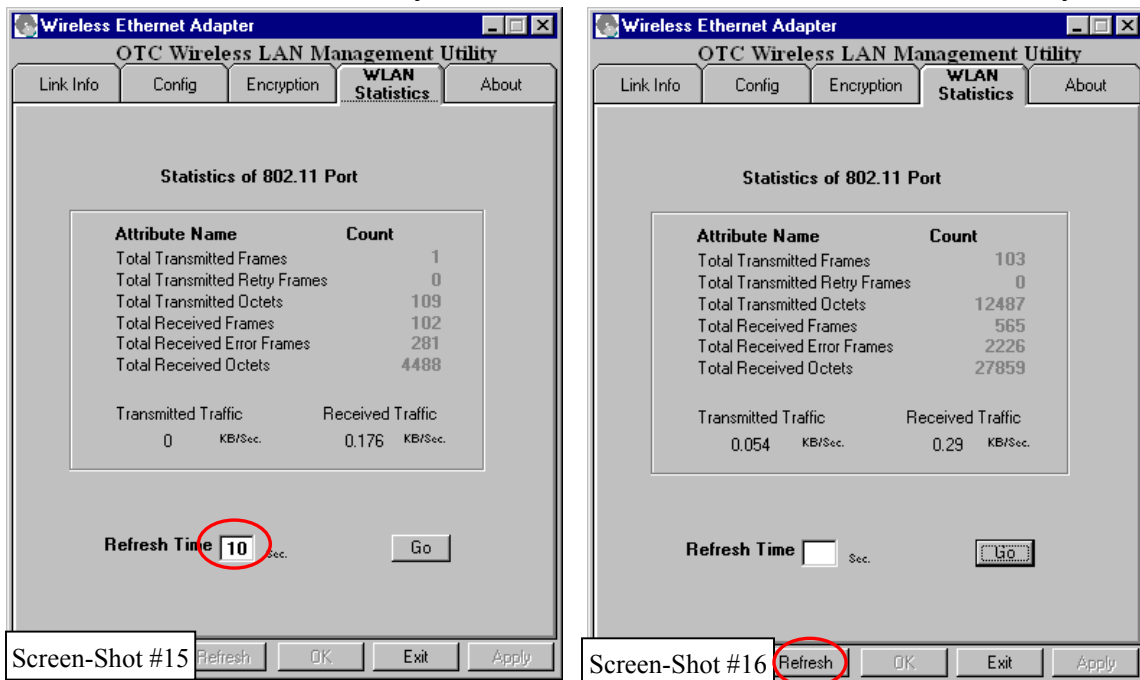 Wireless Ethernet Adapter
OTC Wireless LAN Management Utility
Link Info Config Encryption WLAN Statistics About
Statistics of 802.11 Port
Attribute Name Count
Total Transmitted Frames 1
Total Transmitted Retry Frames 0
Total Transmitted Octets 109
Total Received Frames 102
Total Received Error Frames 281
Total Received Octets 4488
Transmitted Traffic Received Traffic
0 KB/Sec. 0.176 KB/Sec.
Refresh Time 10 Sec. Go
Screen-Shot #15 Refresh OK Exit Apply
Wireless Ethernet Adapter
OTC Wireless LAN Management Utility
Link Info Config Encryption WLAN Statistics About
Statistics of 802.11 Port
Attribute Name Count
Total Transmitted Frames 103
Total Transmitted Retry Frames 0
Total Transmitted Octets 12487
Total Received Frames 565
Total Received Error Frames 2226
Total Received Octets 27859
Transmitted Traffic Received Traffic
0.054 KB/Sec. 0.29 KB/Sec.
Refresh Time Sec. Go
Screen-Shot #16 Refresh OK Exit Apply